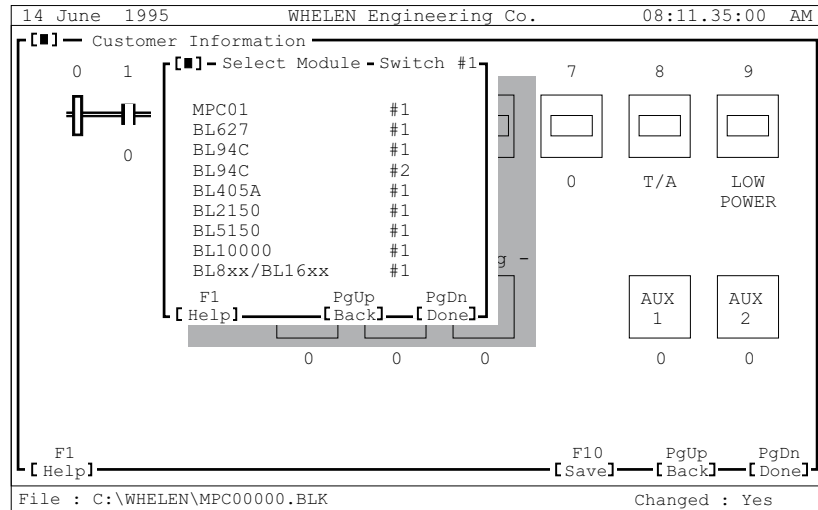 14 June 1995 WHELEN Engineering Co. 08:11.35:00 AM
Customer Information
Select Module Switch #1
0 1 7 8 9
MPC01 #1
BL627 #1
BL94C #1
BL94C #2
BL405A #1
BL2150 #1
BL5150 #1
BL10000 #1
BL8xx/BL16xx #1
0 0 T/A LOW
POWER
g -
F1 PgUp PgDn
[Help] [Back] [Done]
AUX
1
AUX
2
0 0 0 0 0
F1 F10 PgUp PgDn
[Help] [Save] [Back] [Done]
File : C:\WHELEN\MPC00000.BLK Changed : Yes